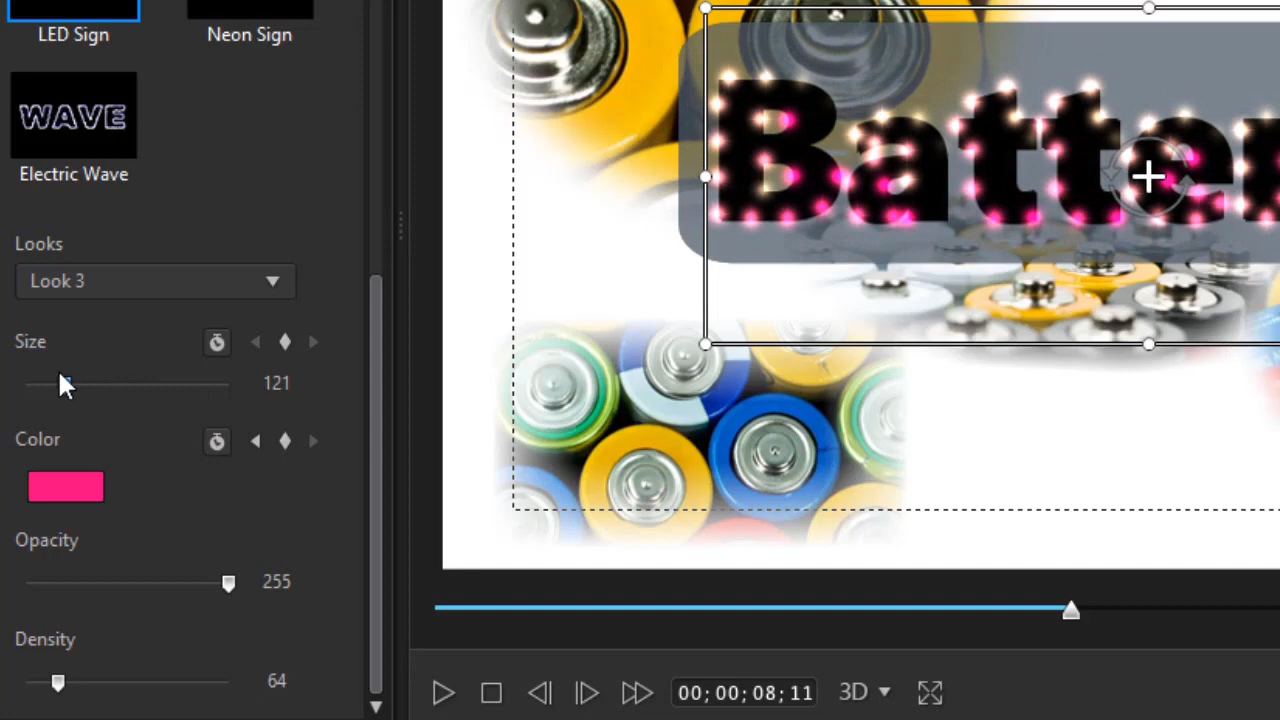 LED Sign
Neon Sign
WAVE
Electric Wave
Looks
Look 3
Size
121
Color
Opacity
255
Density
64
Batter
00;00;08;11
3D